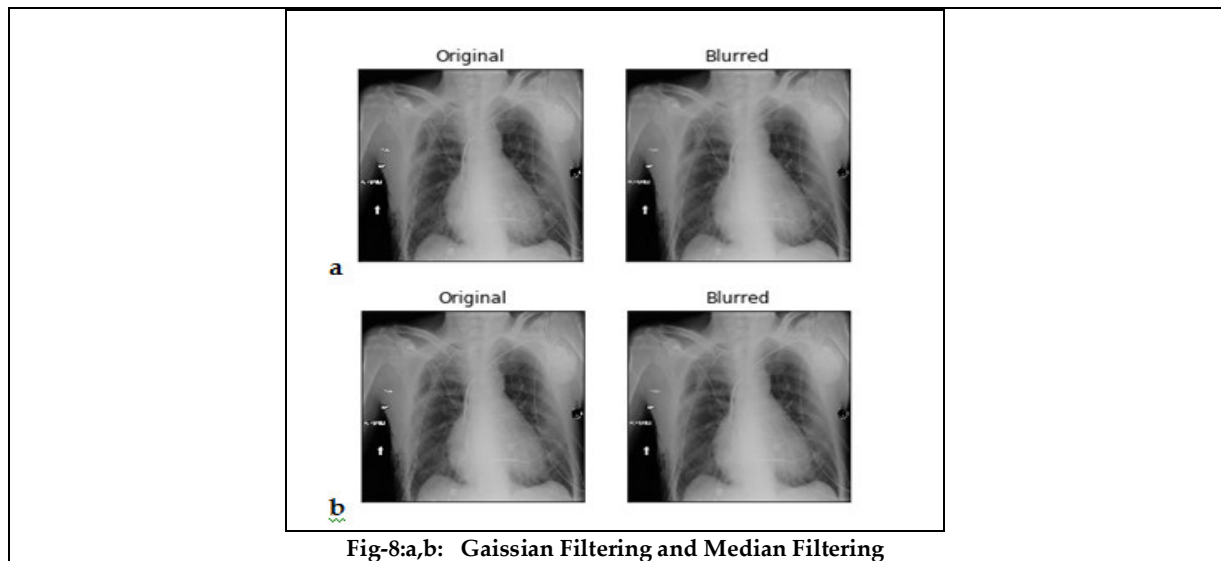 Original Blurred
a
Original Blurred
b
Fig-8:a,b: Gaissian Filtering and Median Filtering